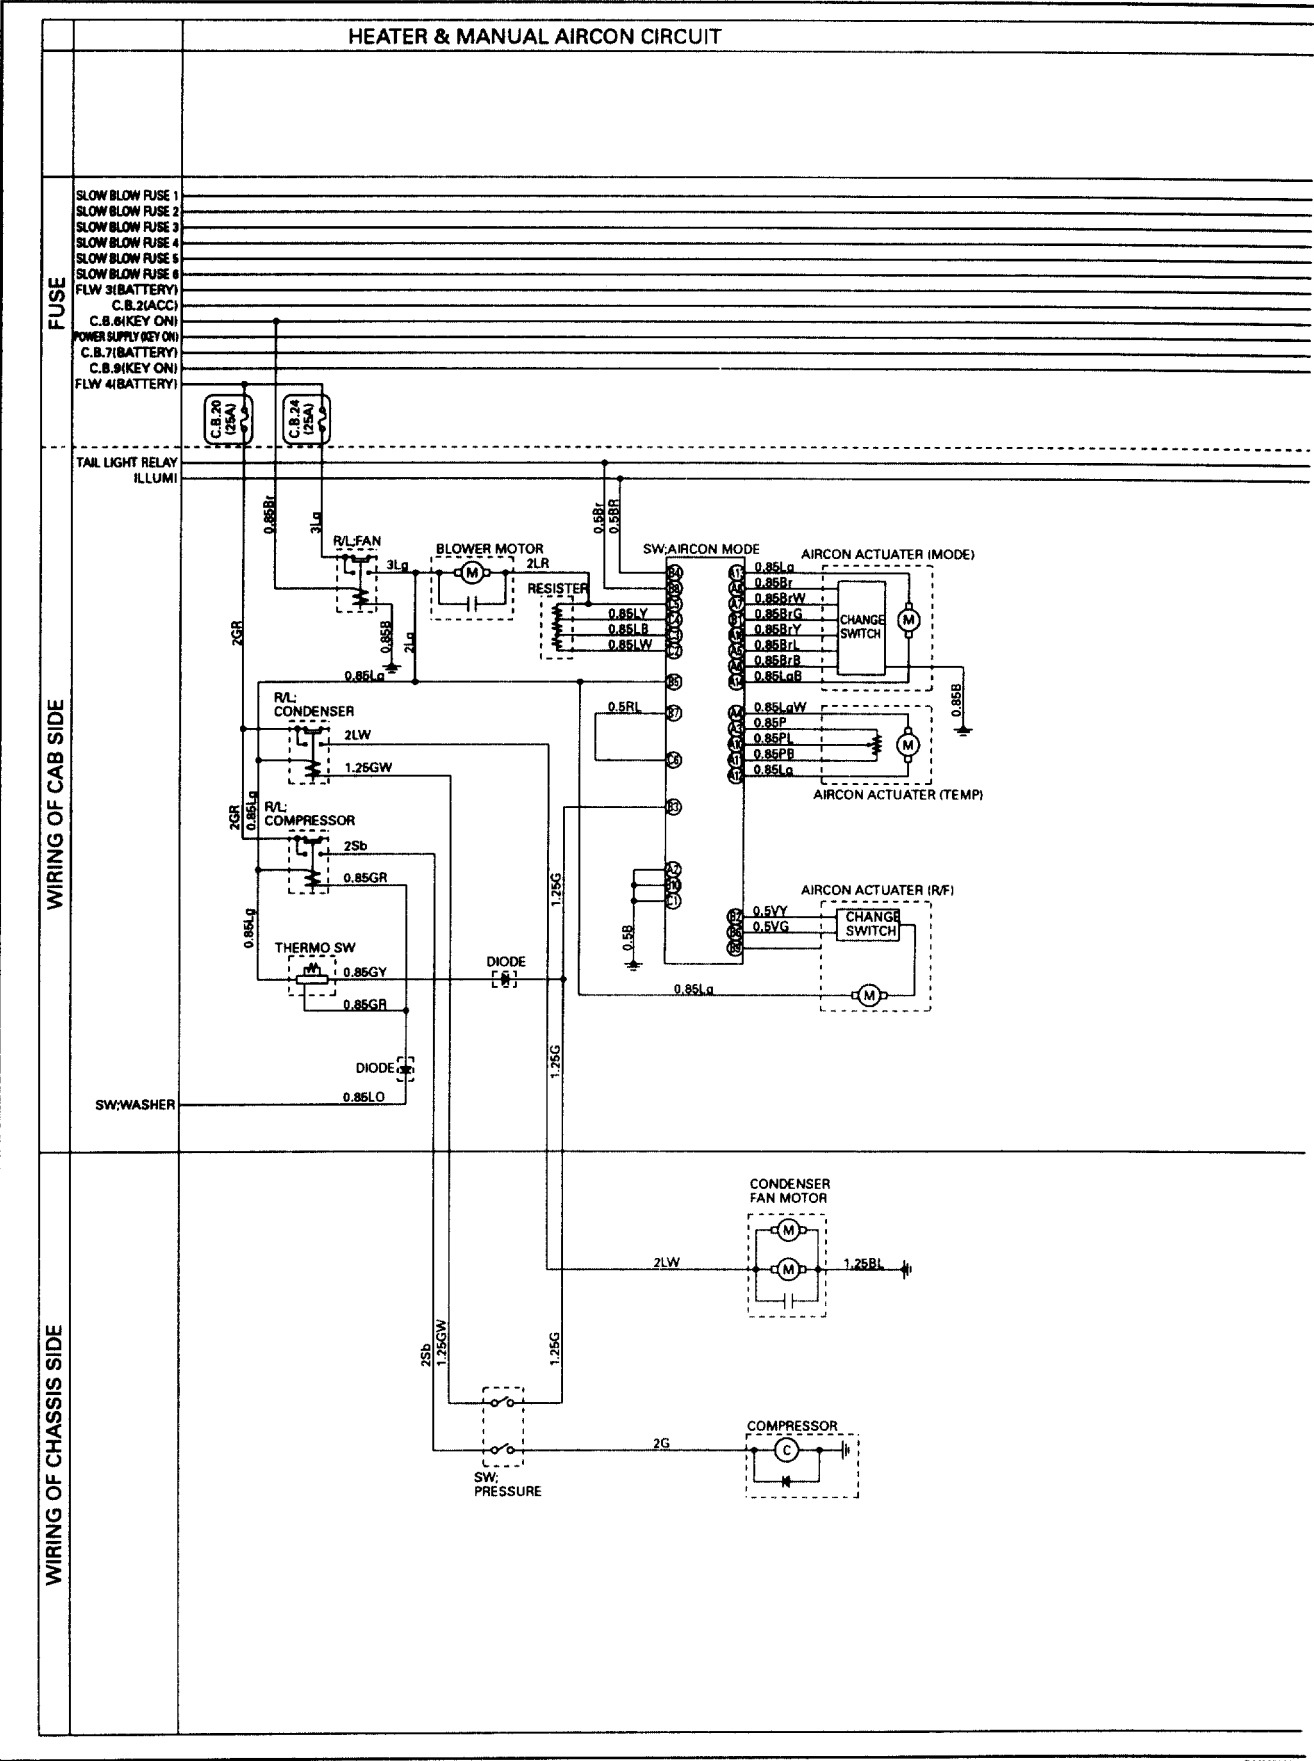 HEATER & MANUAL AIRCON CIRCUIT
FUSE
SLOW BLOW FUSE 1
SLOW BLOW FUSE 2
SLOW BLOW FUSE 3
SLOW BLOW FUSE 4
SLOW BLOW FUSE 5
SLOW BLOW FUSE 6
FLW 3(BATTERY)
C.B.2(ACC)
C.B.6(KEY ON)
POWER SUPPLY (KEY ON)
C.B.7(BATTERY)
C.B.9(KEY ON)
FLW 4(BATTERY)
C.B.20
(25A)
C.B.24
(25A)
WIRING OF CAB SIDE
TAIL LIGHT RELAY
ILLUMI
0.85Br
3Lg
0.5Br
0.5BR
R/L;FAN
3Lg
BLOWER MOTOR
M
2LR
RESISTER
0.85LY
0.85LB
0.85LW
2GR
0.85B
2Lg
0.85Lg
SW;AIRCON MODE
B4
B5
B7
C6
B3
A2
B10
C1
0.5RL
0.5B
0.85Lg
0.85Br
0.85BrW
0.85BrG
0.85BrY
0.85BrL
0.85BrB
0.85LgB
AIRCON ACTUATER (MODE)
CHANGE
SWITCH
M
0.85B
0.85LgW
0.85P
0.85PL
0.85PB
0.85Lg
M
AIRCON ACTUATER (TEMP)
R/L;
CONDENSER
2LW
1.25GW
2GR
0.85Lg
R/L;
COMPRESSOR
2Sb
0.85GR
0.85Lg
1.25G
AIRCON ACTUATER (R/F)
0.5VY
0.5VG
CHANGE
SWITCH
0.85Lg
M
THERMO SW
0.85GY
0.85GR
DIODE
1.25G
DIODE
SW;WASHER
0.85LO
WIRING OF CHASSIS SIDE
CONDENSER
FAN MOTOR
M
2LW
M
1.25BL
2Sb
1.25GW
1.25G
SW;
PRESSURE
2G
COMPRESSOR
C